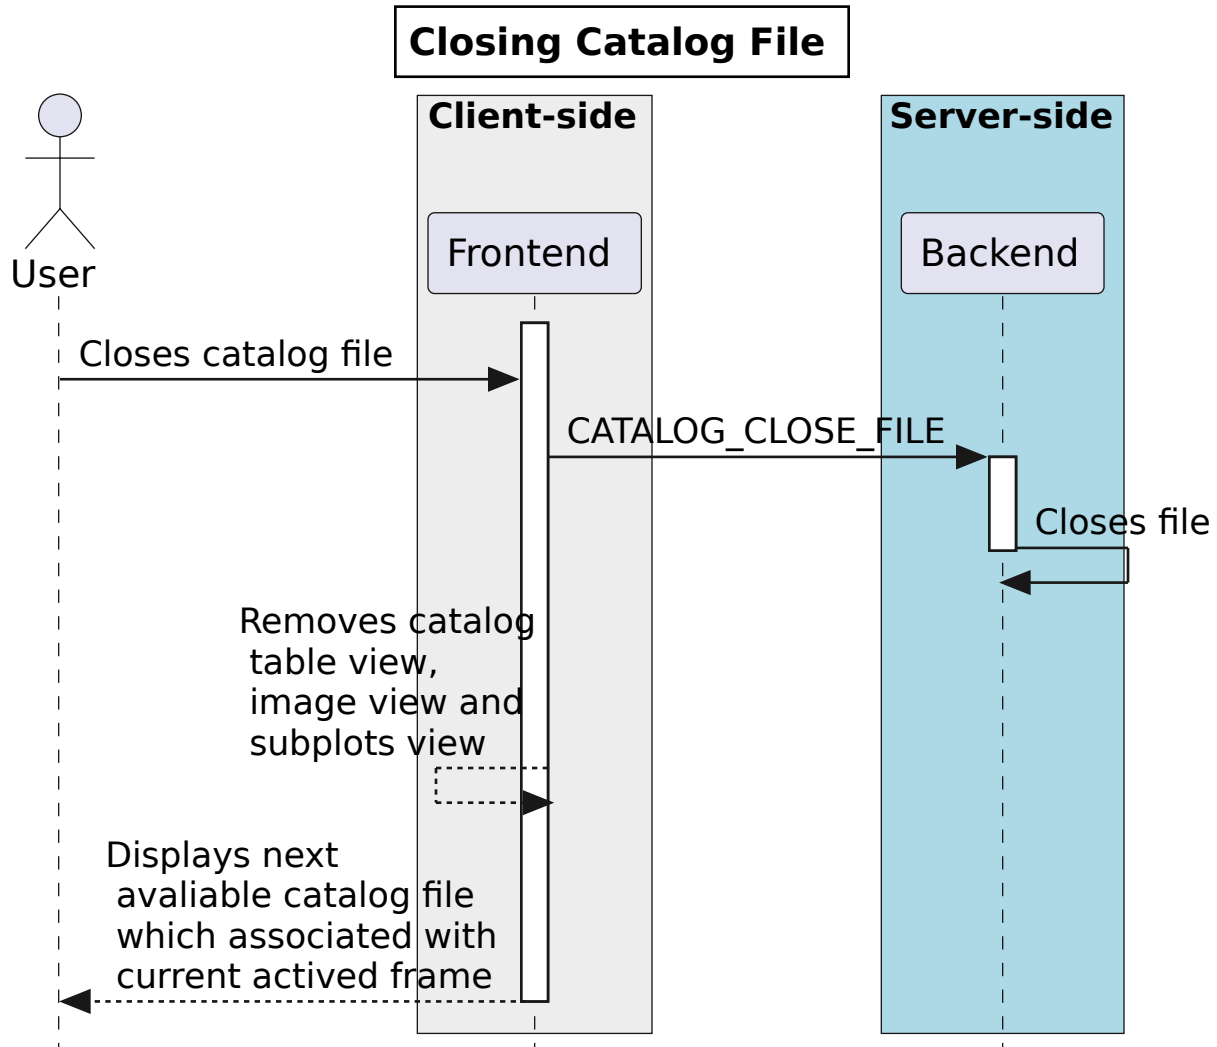 Closing Catalog File
Client-side
Server-side
User
Frontend
Backend
Closes catalog file
CATALOG_CLOSE_FILE
Closes file
Removes catalog
table view,
image view and
subplots view
Displays next
avaliable catalog file
which associated with
current actived frame